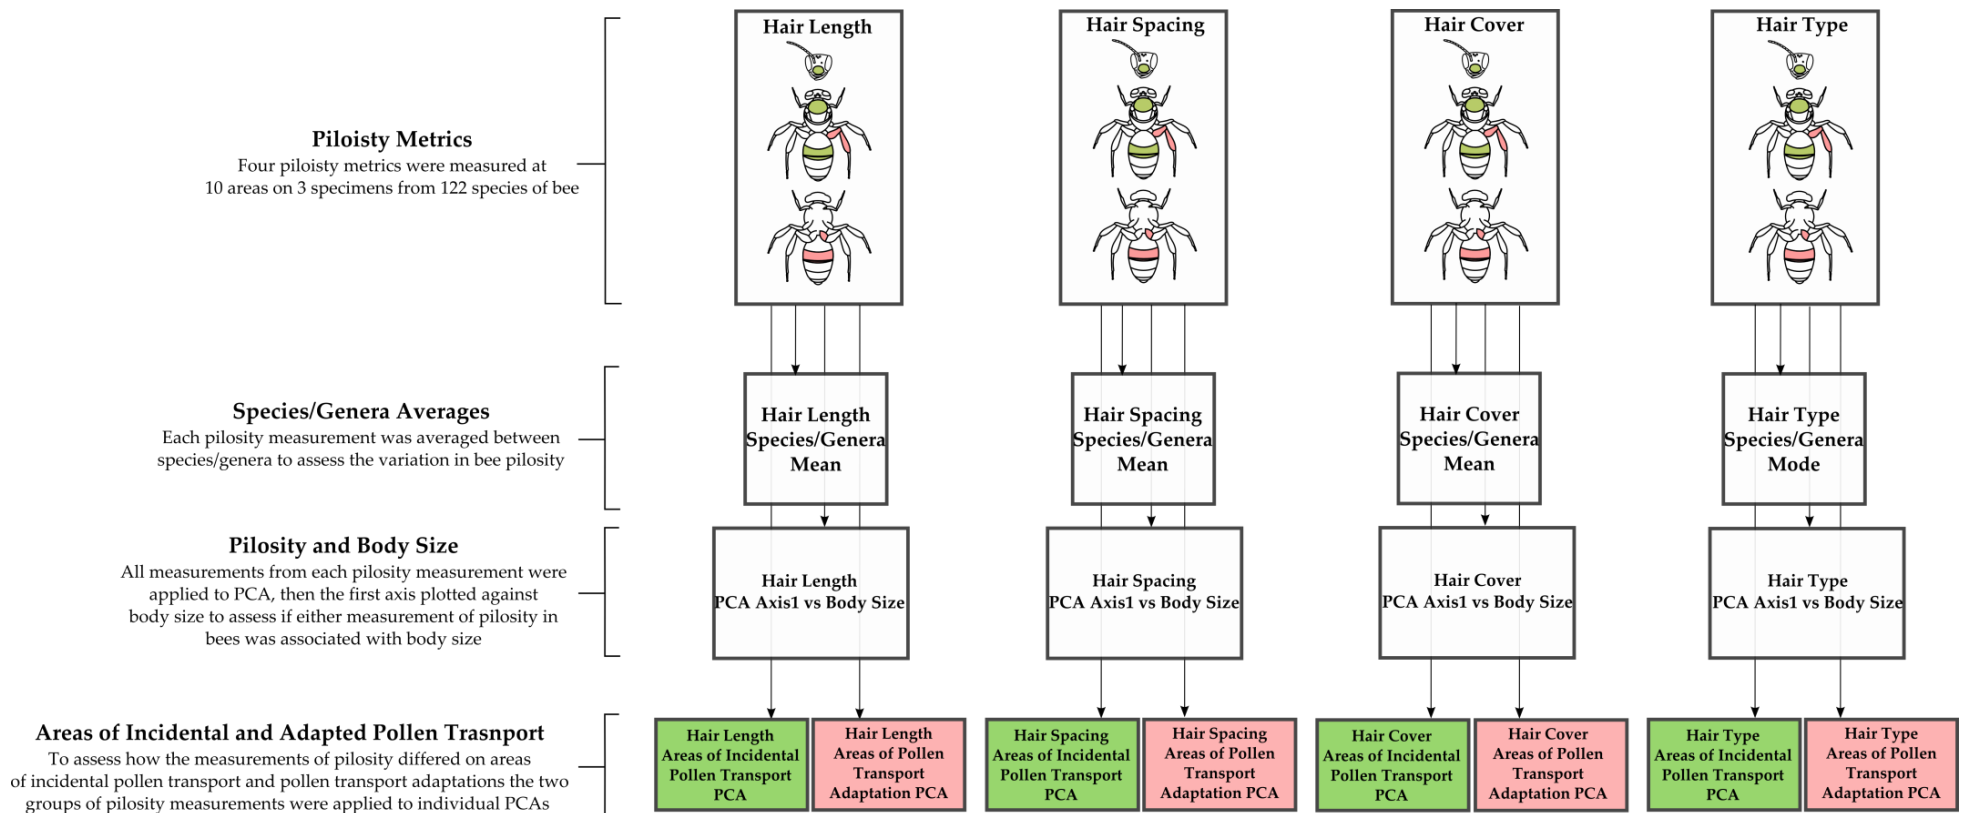 Hair Length
Hair Spacing
Hair Cover
Hair Type
Piloisty Metrics
Four piloisty metrics were measured at
10 areas on 3 specimens from 122 species of bee
Species/Genera Averages
Each pilosity measurement was averaged between
species/genera to assess the variation in bee pilosity
Hair Length
Species/Genera
Mean
Hair Spacing
Species/Genera
Mean
Hair Cover
Species/Genera
Mean
Hair Type
Species/Genera
Mode
Pilosity and Body Size
All measurements from each pilosity measurement were
applied to PCA, then the first axis plotted against
body size to assess if either measurement of pilosity in
bees was associated with body size
Hair Length
PCA Axis1 vs Body Size
Hair Spacing
PCA Axis1 vs Body Size
Hair Cover
PCA Axis1 vs Body Size
Hair Type
PCA Axis1 vs Body Size
Areas of Incidental and Adapted Pollen Trasnport
To assess how the measurements of pilosity differed on areas
of incidental pollen transport and pollen transport adaptations the two
groups of pilosity measurements were applied to individual PCAs
Hair Length
Areas of Incidental
Pollen Transport
PCA
Hair Length
Areas of Pollen
Transport
Adaptation PCA
Hair Spacing
Areas of Incidental
Pollen Transport
PCA
Hair Spacing
Areas of Pollen
Transport
Adaptation PCA
Hair Cover
Areas of Incidental
Pollen Transport
PCA
Hair Cover
Areas of Pollen
Transport
Adaptation PCA
Hair Type
Areas of Incidental
Pollen Transport
PCA
Hair Type
Areas of Pollen
Transport
Adaptation PCA